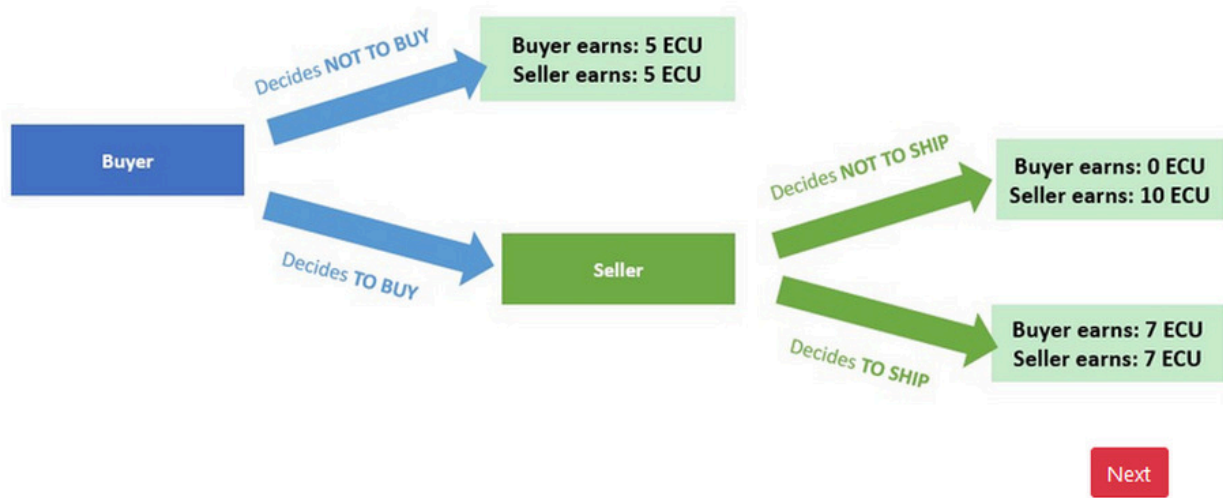 Decides NOT TO BUY
Buyer earns: 5 ECU
Seller earns: 5 ECU
Buyer
Decides NOT TO SHIP
Buyer earns: 0 ECU
Seller earns: 10 ECU
Decides TO BUY
Seller
Decides TO SHIP
Buyer earns: 7 ECU
Seller earns: 7 ECU
Next